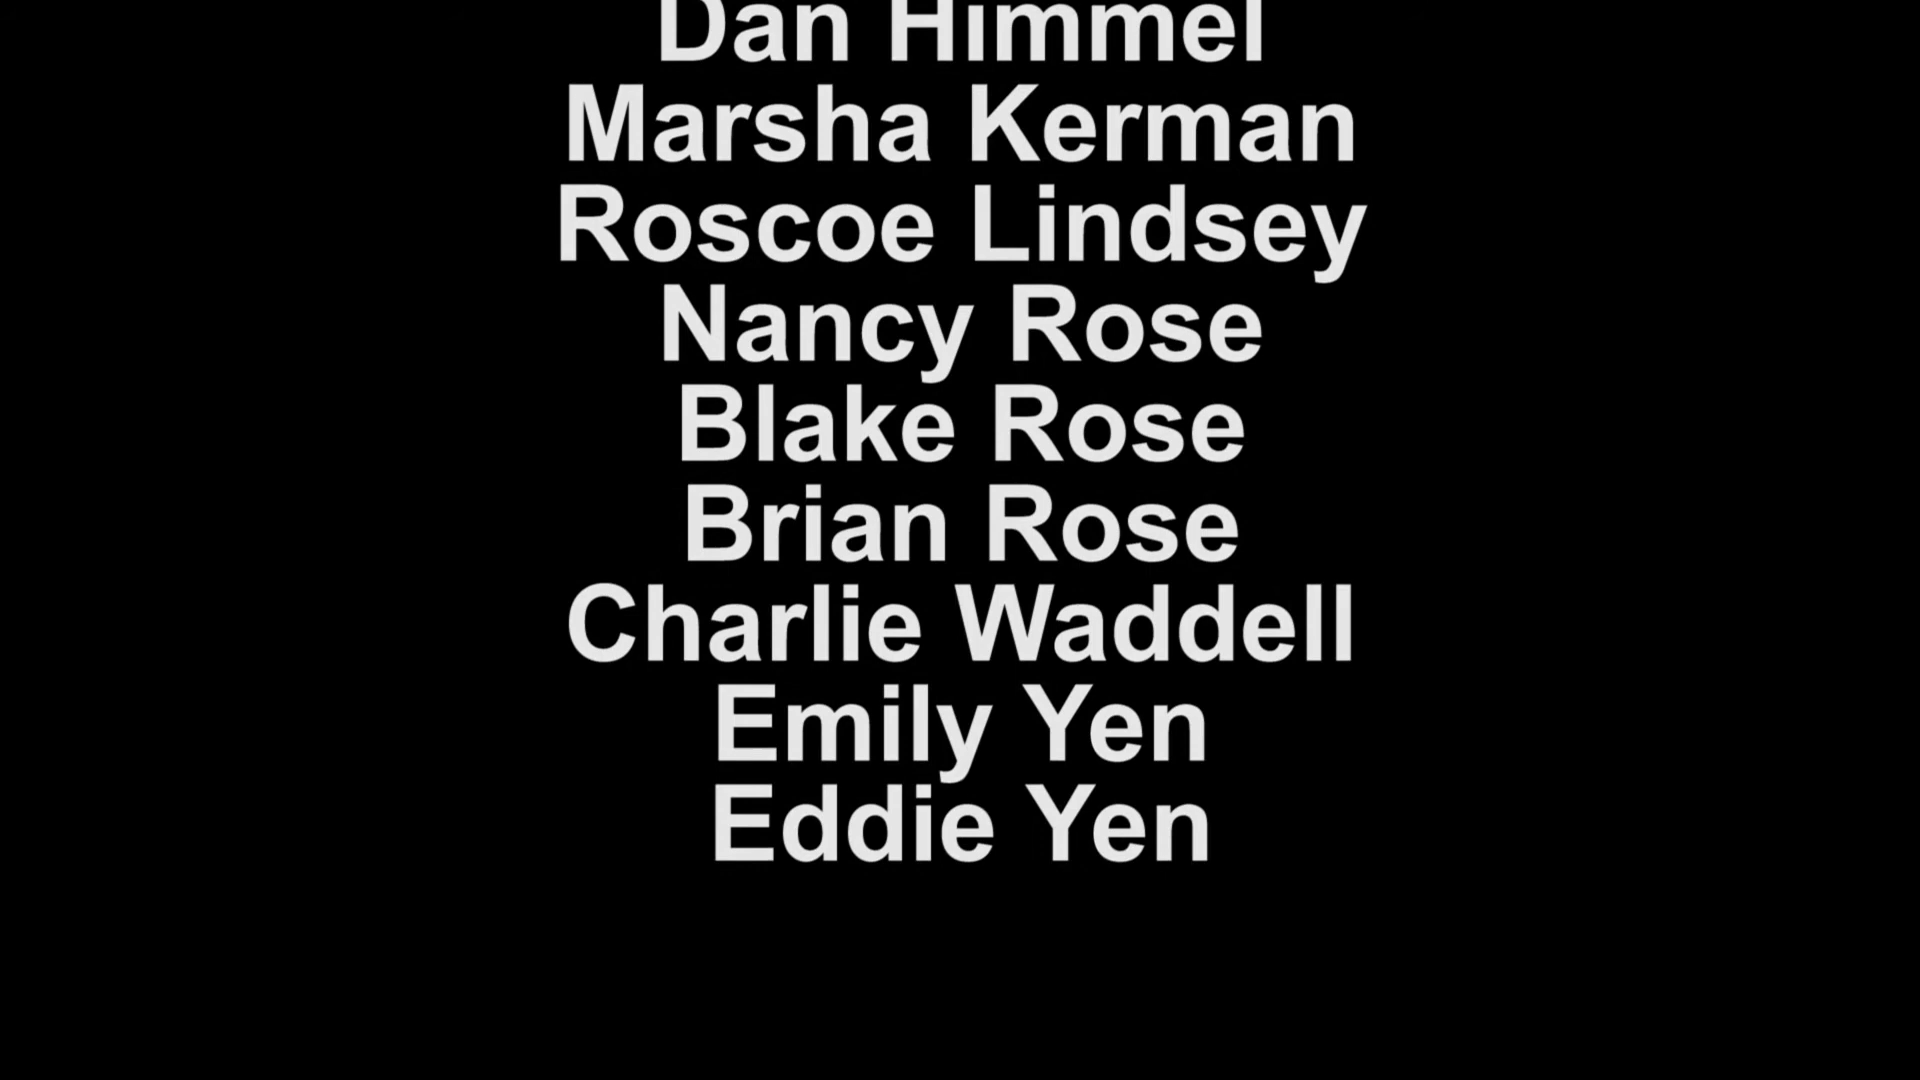 Dan Himmel
Marsha Kerman
Roscoe Lindsey
Nancy Rose
Blake Rose
Brian Rose
Charlie Waddell
Emily Yen
Eddie Yen